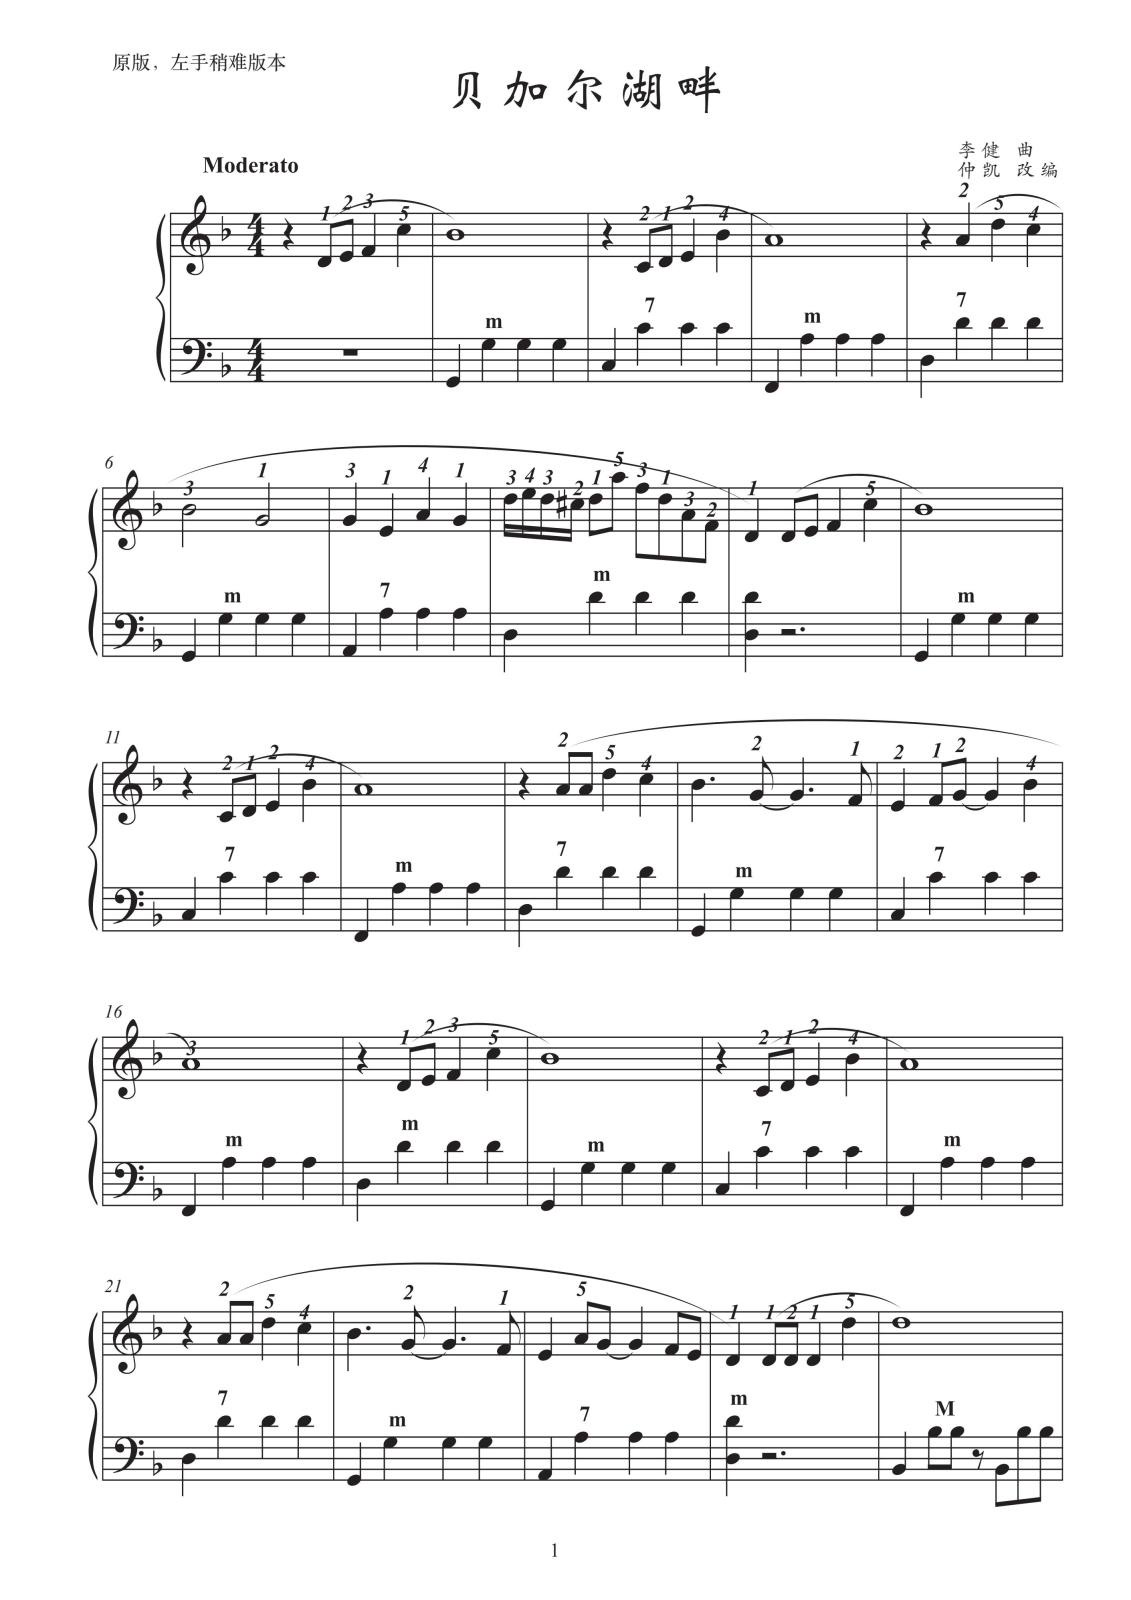 原版，左手稍难版本
贝加尔湖畔
李健 曲
仲凯 改编
Moderato
1 2 3 5 2 1 2 4 2 5 4
4 4
m 7 m 7
4 4
6
3 1 3 1 4 1 3 4 3 2 1 5 3 1 3 2 1 5
m 7 m m
11
2 1 2 4 2 5 4 2 1 2 1 2 4
7 m 7 m 7
16
3 1 2 3 5 2 1 2 4
m m m 7 m
21
2 5 4 2 1 5 1 1 2 1 5
7 m 7 m M
1